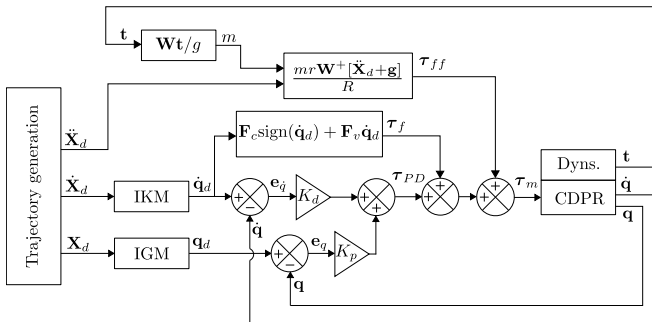 t
Wt/g
m
mrW⁺[Ẍ_d+g]
R
τ_ff
F_c sign(q̇_d) + F_v q̇_d
τ_f
Trajectory generation
Ẍ_d
Ẋ_d
IKM
q̇_d
+
−
e_q̇
K_d
+
+
τ_PD
+
+
+
+
τ_m
Dyns.
CDPR
t
q̇
q
q̇
X_d
IGM
q_d
+
−
e_q
K_p
q